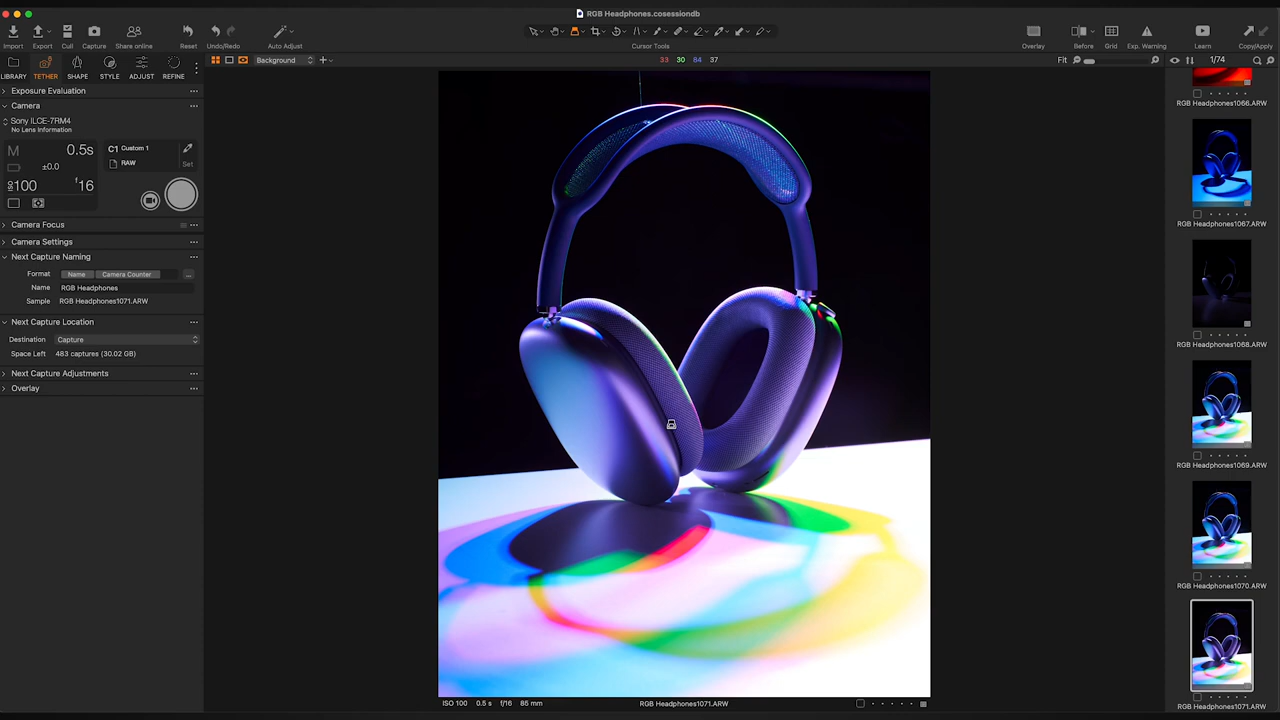 RGB Headphones.cosessiondb
Import Export Cull Capture Share online Reset Undo/Redo Auto Adjust Cursor Tools Overlay Before Grid Exp. Warning Learn Copy/Apply
LIBRARY TETHER SHAPE STYLE ADJUST REFINE
Background
33 30 84 37
Fit
1/74
Exposure Evaluation
Camera
Sony ILCE-7RM4
No Lens Information
M 0.5s
±0.0
ISO 100 f16
C1 Custom 1
RAW
Set
Camera Focus
Camera Settings
Next Capture Naming
Format Name Camera Counter ...
Name RGB Headphones
Sample RGB Headphones1071.ARW
Next Capture Location
Destination Capture
Space Left 483 captures (30.02 GB)
Next Capture Adjustments
Overlay
ISO 100 0.5 s f/16 85 mm
RGB Headphones1071.ARW
RGB Headphones1066.ARW
RGB Headphones1067.ARW
RGB Headphones1068.ARW
RGB Headphones1069.ARW
RGB Headphones1070.ARW
RGB Headphones1071.ARW